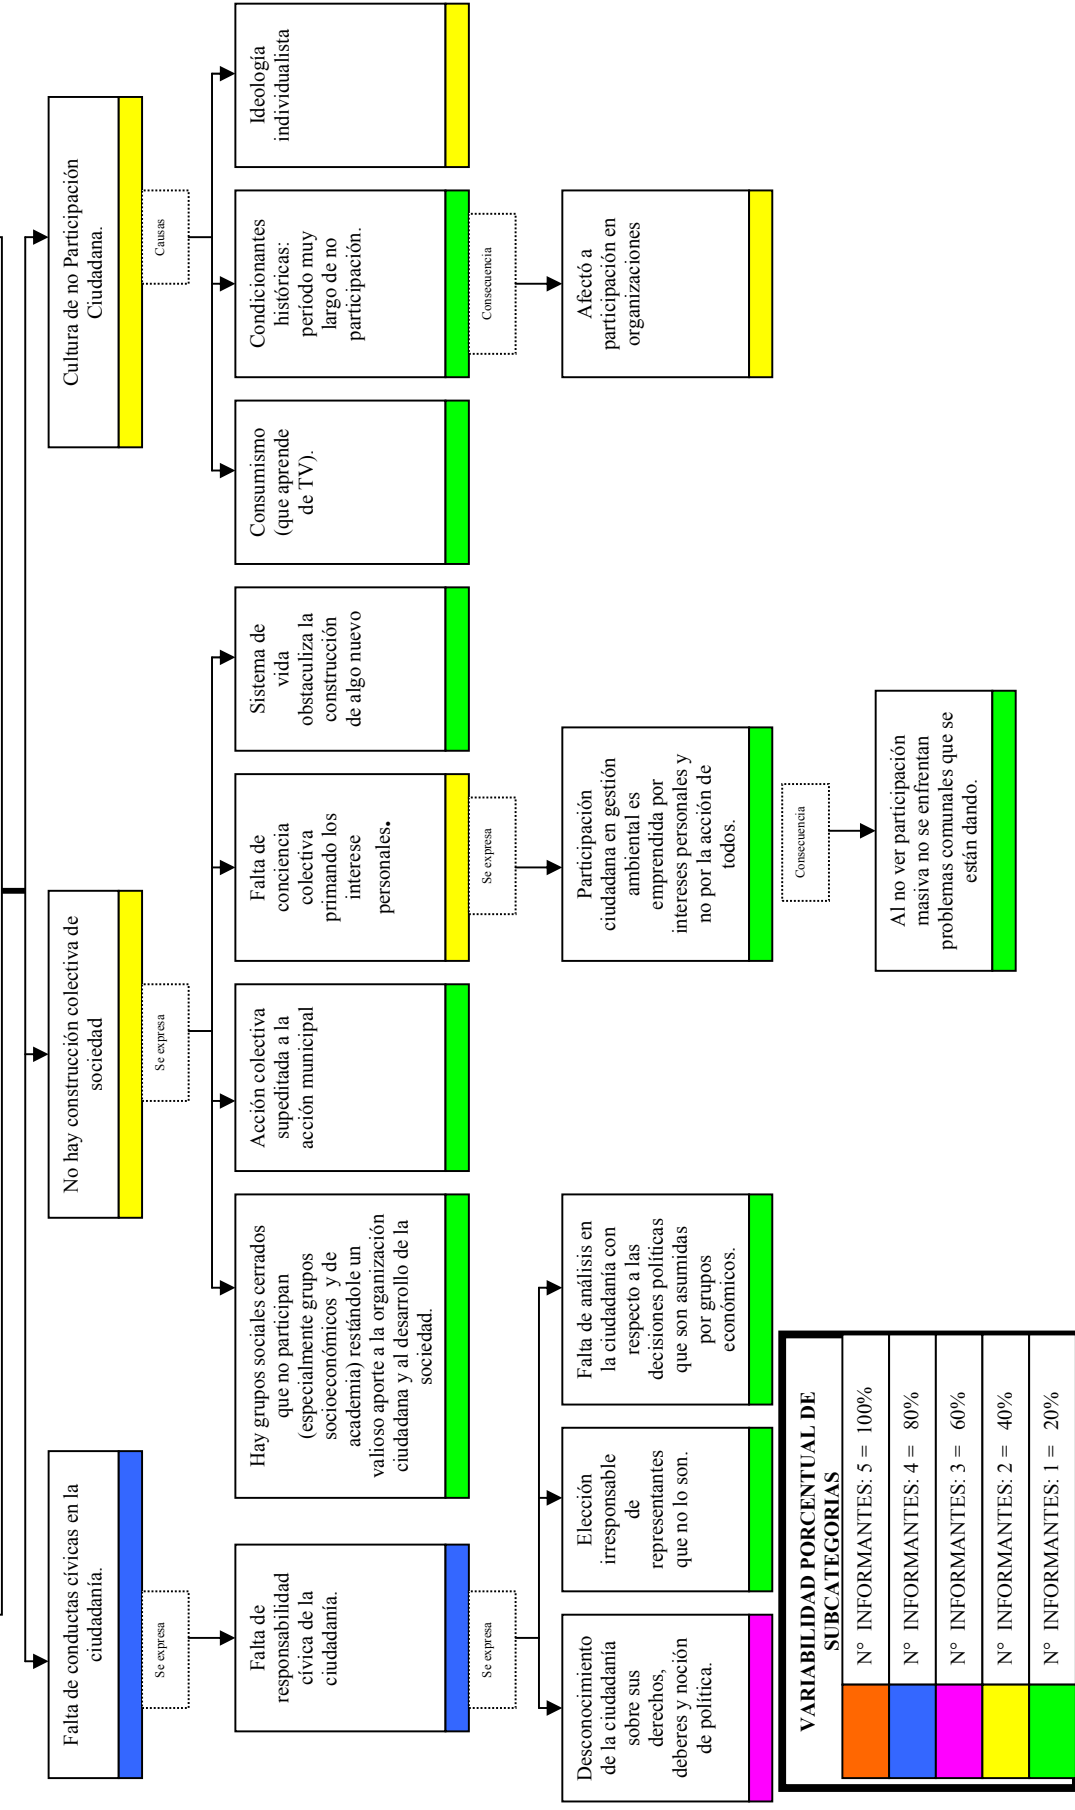 Falta de conductas cívicas en la
ciudadanía.
No hay construcción colectiva de
sociedad
Cultura de no Participación
Ciudadana.
Se expresa
Se expresa
Causas
Falta de
responsabilidad
cívica de la
ciudadanía.
Hay grupos sociales cerrados
que no participan
(especialmente grupos
socioeconómicos y de
academia) restándole un
valioso aporte a la organización
ciudadana y al desarrollo de la
sociedad.
Acción colectiva
supeditada a la
acción municipal
Falta de
conciencia
colectiva
primando los
interese
personales.
Sistema de
vida
obstaculiza la
construcción
de algo nuevo
Consumismo
(que aprende
de TV).
Condicionantes
históricas:
período muy
largo de no
participación.
Ideología
individualista
Se expresa
Se expresa
Consecuencia
Desconocimiento
de la ciudadanía
sobre sus
derechos,
deberes y noción
de política.
Elección
irresponsable
de
representantes
que no lo son.
Falta de análisis en
la ciudadanía con
respecto a las
decisiones políticas
que son asumidas
por grupos
económicos.
Participación
ciudadana en gestión
ambiental es
emprendida por
intereses personales y
no por la acción de
todos.
Afectó a
participación en
organizaciones
Consecuencia
Al no ver participación
masiva no se enfrentan
problemas comunales que se
están dando.
VARIABILIDAD PORCENTUAL DE
SUBCATEGORIAS
N° INFORMANTES: 5 = 100%
N° INFORMANTES: 4 = 80%
N° INFORMANTES: 3 = 60%
N° INFORMANTES: 2 = 40%
N° INFORMANTES: 1 = 20%